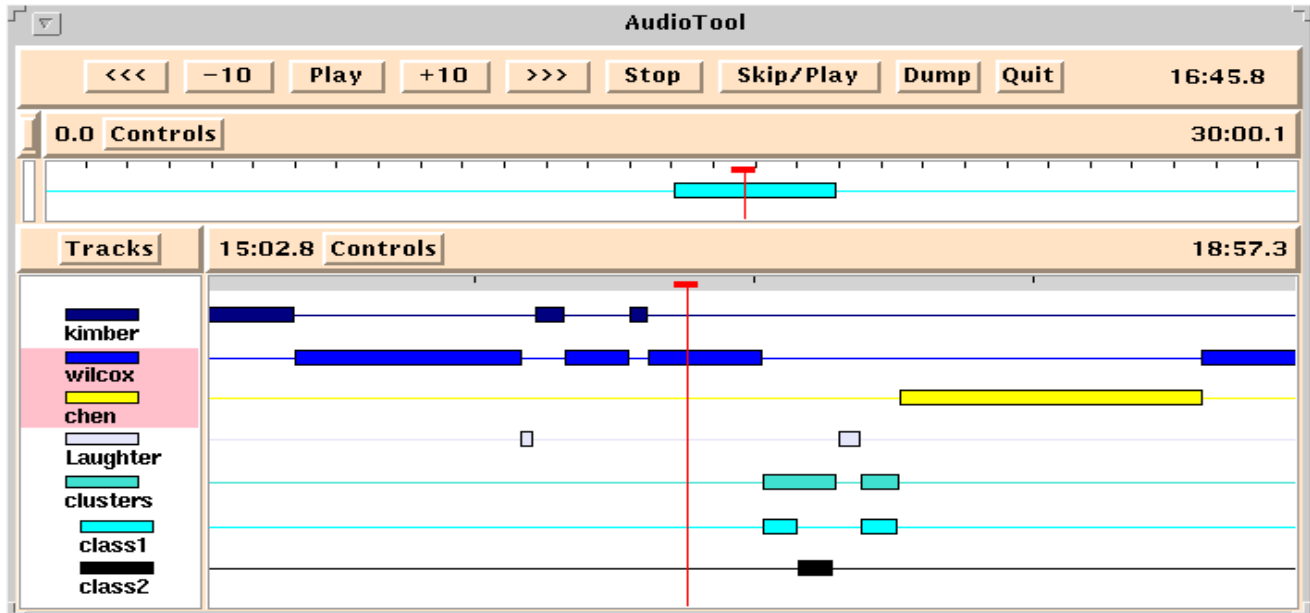 AudioTool
<<< −10 Play +10 >>> Stop Skip/Play Dump Quit 16:45.8
0.0 Controls 30:00.1
Tracks 15:02.8 Controls 18:57.3
kimber
wilcox
chen
Laughter
clusters
class1
class2